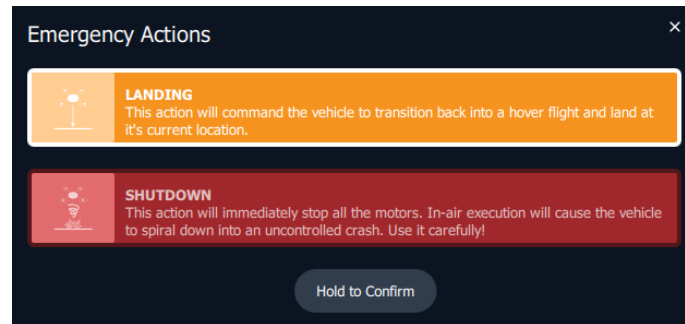 Emergency Actions
×
LANDING
This action will command the vehicle to transition back into a hover flight and land at
it's current location.
SHUTDOWN
This action will immediately stop all the motors. In-air execution will cause the vehicle
to spiral down into an uncontrolled crash. Use it carefully!
Hold to Confirm